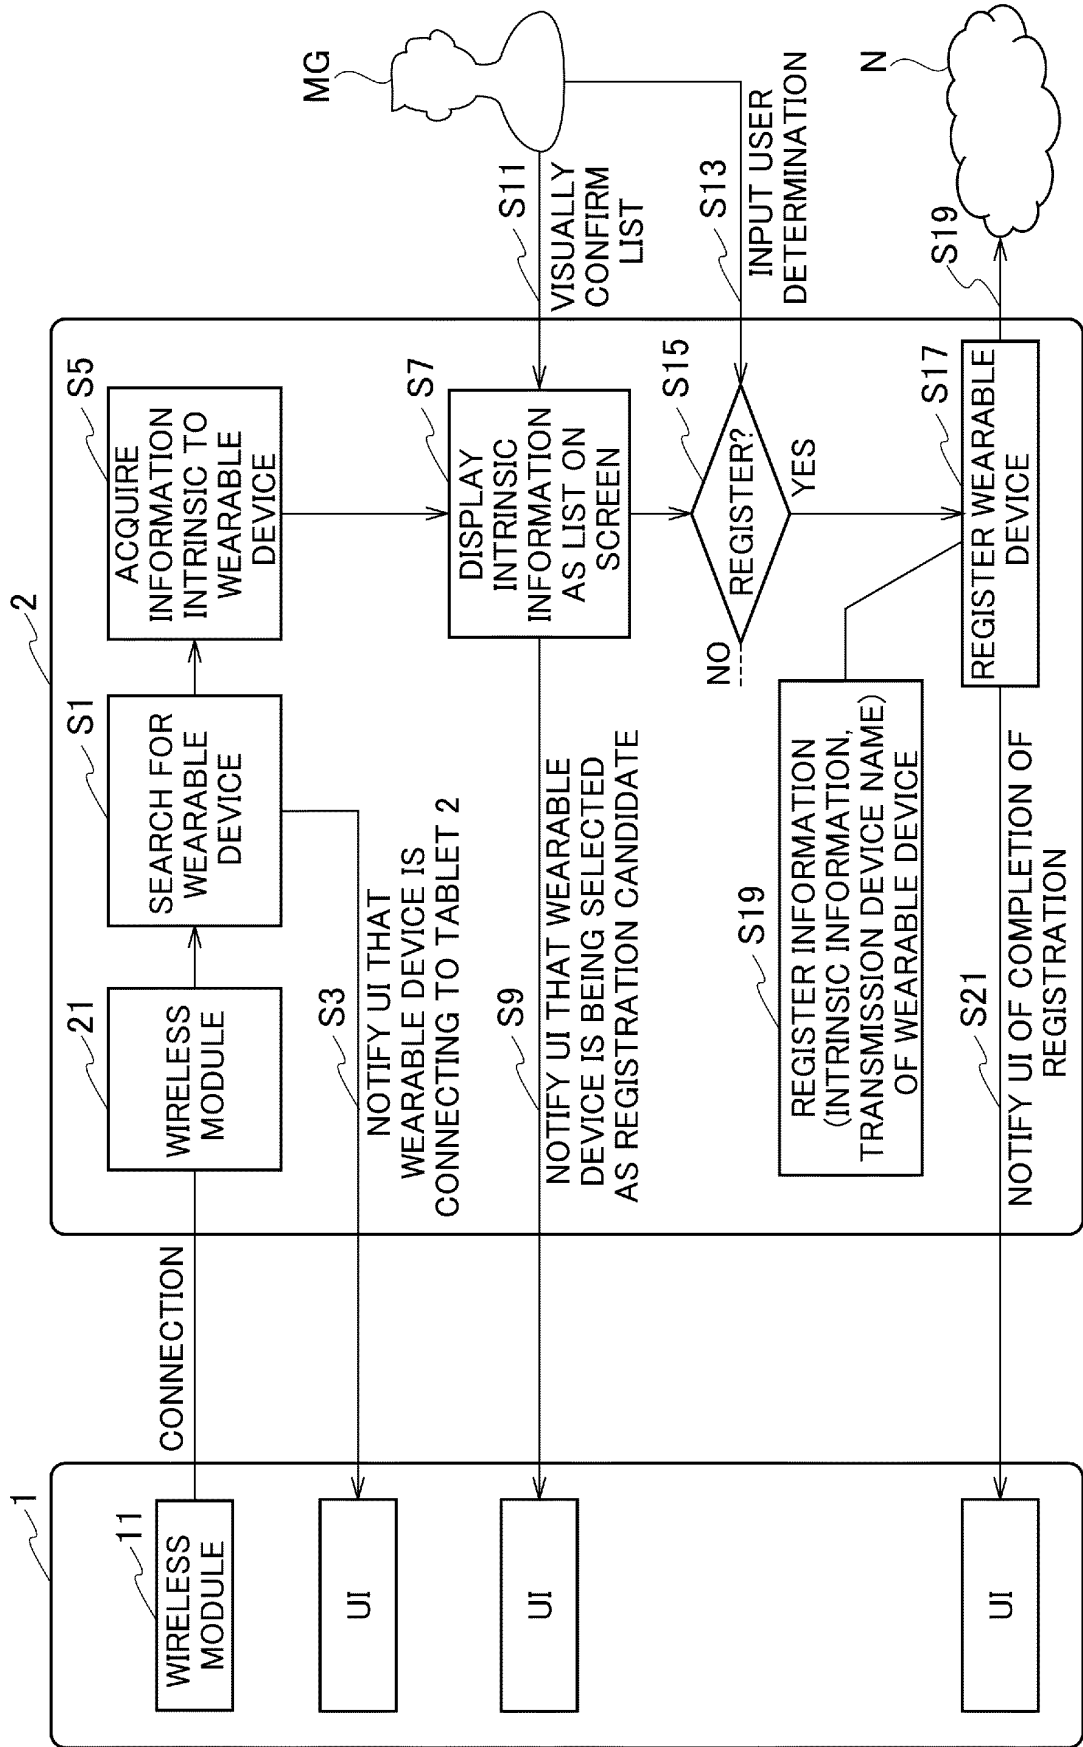 1
11
WIRELESS
MODULE
UI
UI
UI
CONNECTION
2
21
WIRELESS
MODULE
S1
SEARCH FOR
WEARABLE
DEVICE
S5
ACQUIRE
INFORMATION
INTRINSIC TO
WEARABLE
DEVICE
S3
NOTIFY UI THAT
WEARABLE DEVICE IS
CONNECTING TO TABLET 2
S7
DISPLAY
INTRINSIC
INFORMATION
AS LIST ON
SCREEN
S9
NOTIFY UI THAT WEARABLE
DEVICE IS BEING SELECTED
AS REGISTRATION CANDIDATE
MG
S11
VISUALLY
CONFIRM
LIST
S13
INPUT USER
DETERMINATION
S15
REGISTER?
NO
YES
S19
REGISTER INFORMATION
(INTRINSIC INFORMATION,
TRANSMISSION DEVICE NAME)
OF WEARABLE DEVICE
S17
REGISTER WEARABLE
DEVICE
S19
N
S21
NOTIFY UI OF COMPLETION OF
REGISTRATION